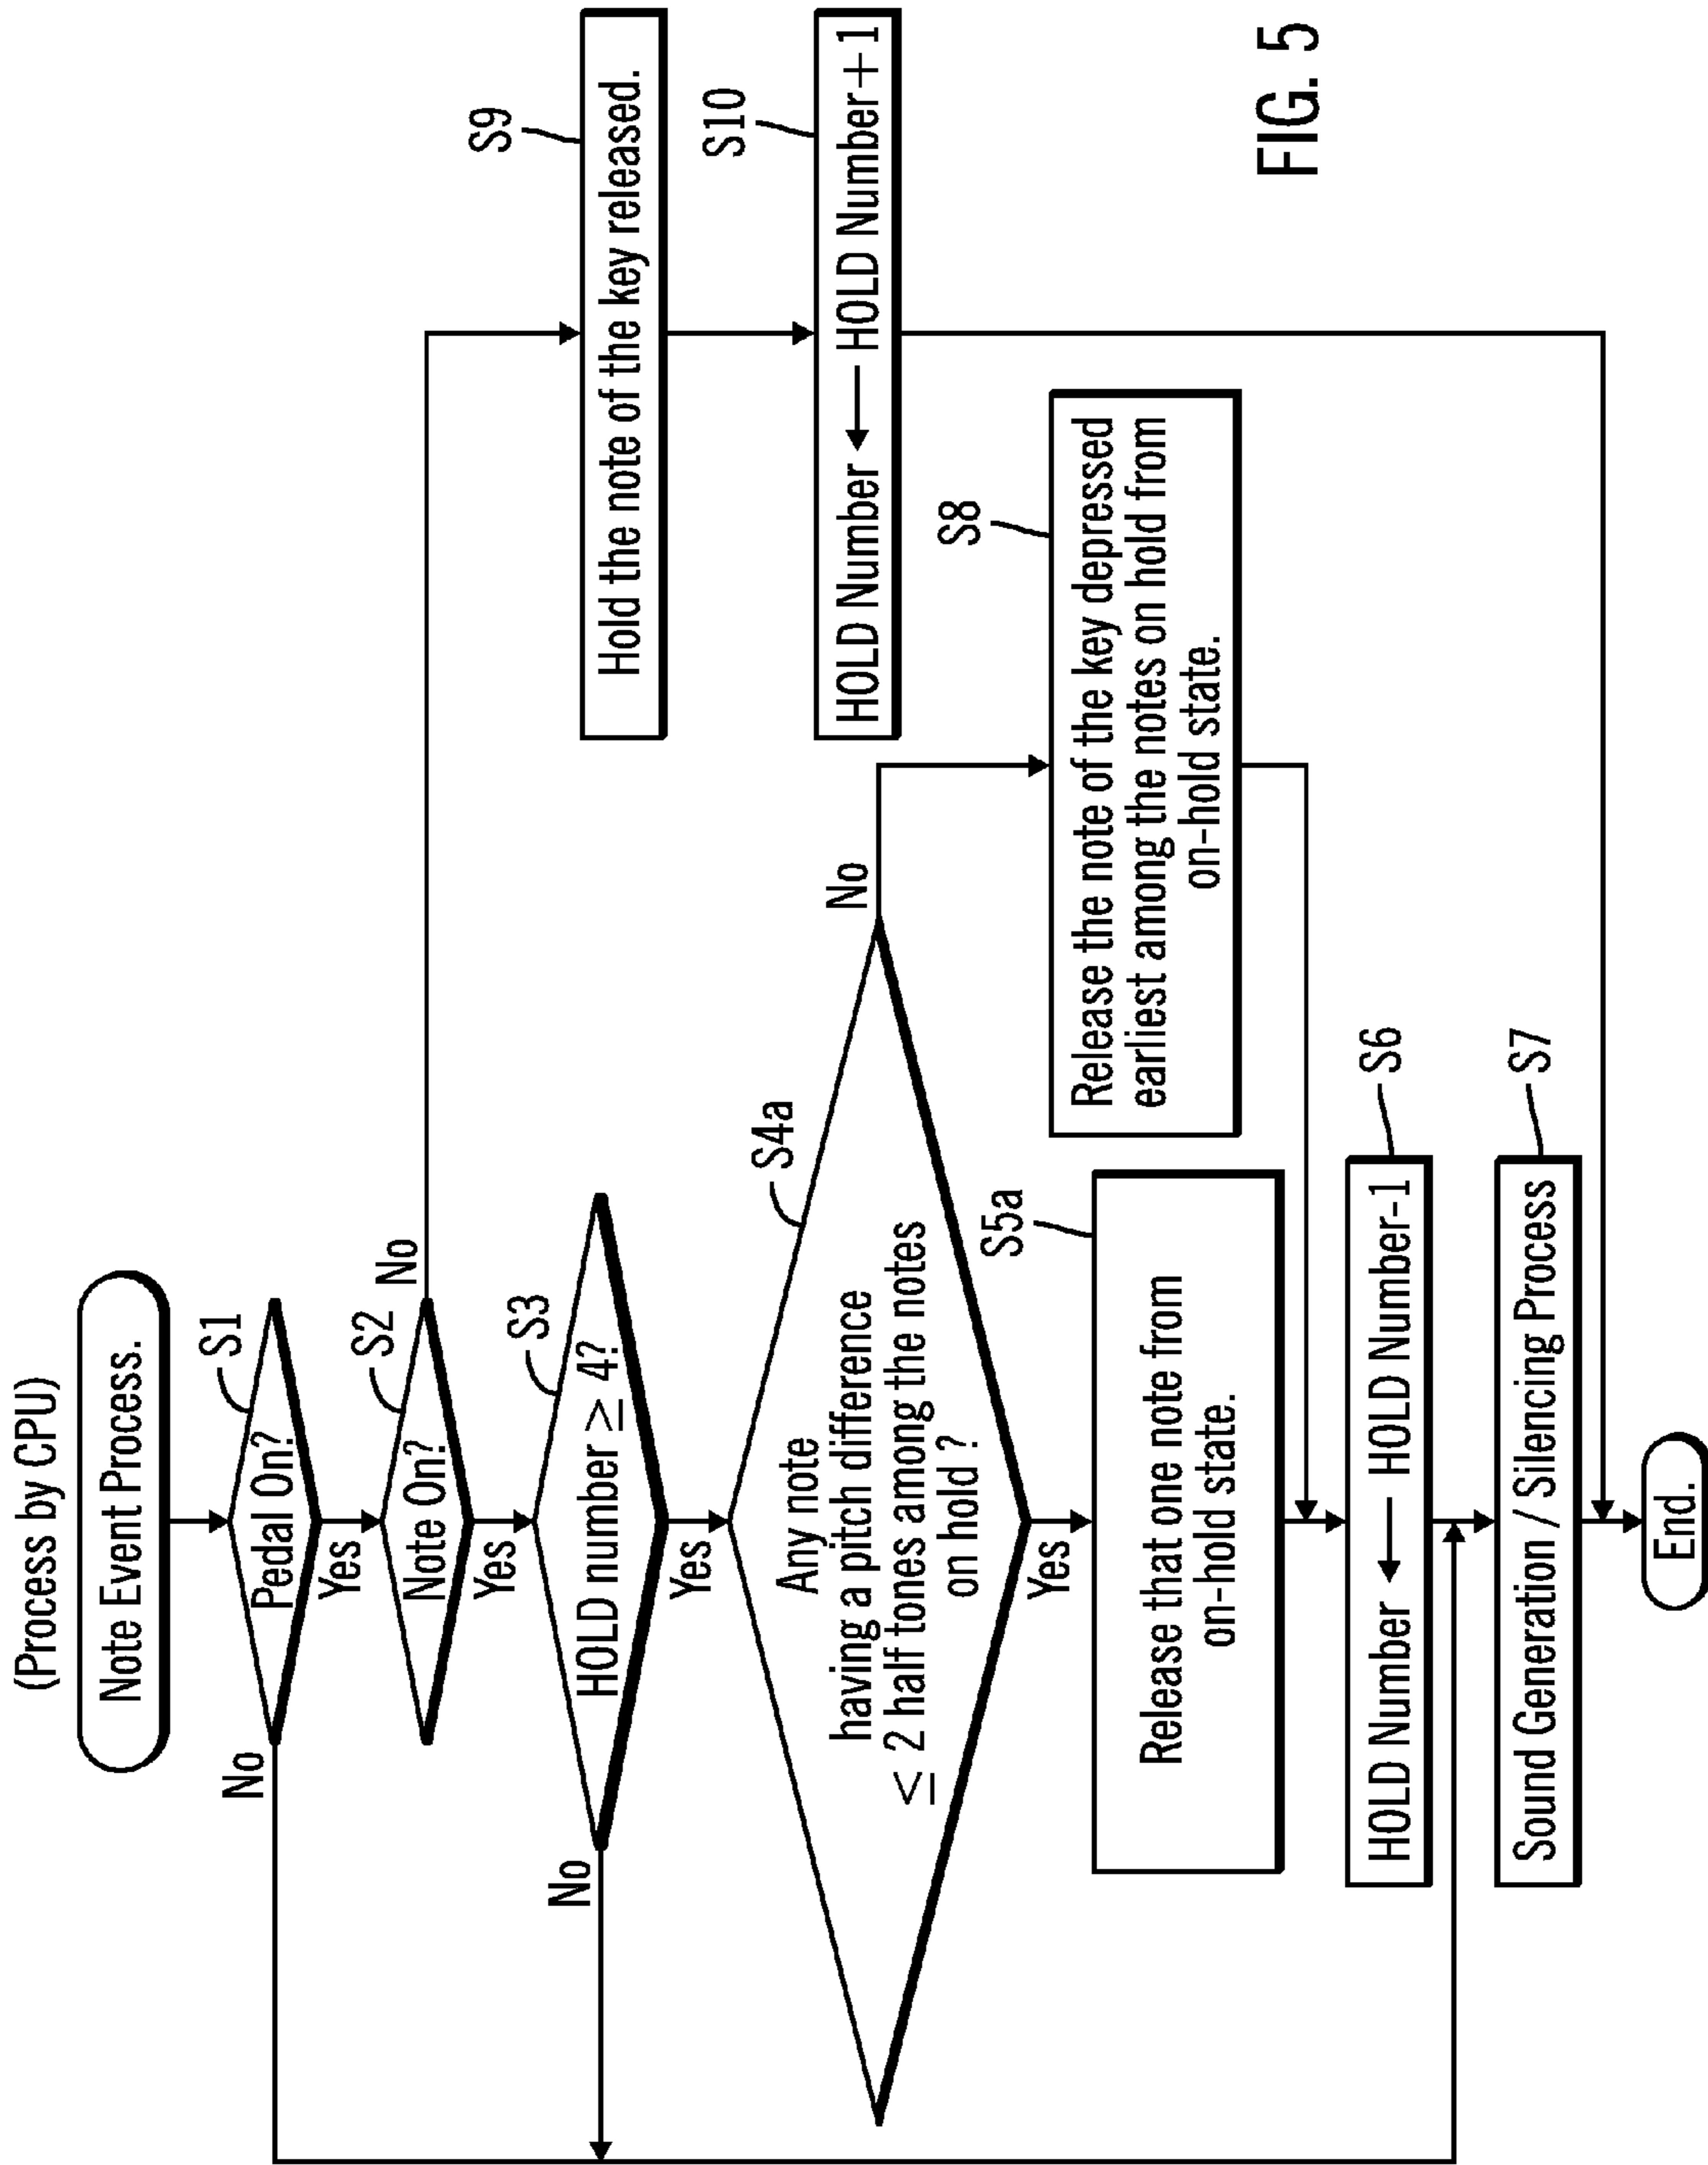 (Process by CPU)
Note Event Process.
S1
Pedal On?
No
Yes
S2
Note On?
No
Yes
S3
HOLD number ≥ 4?
No
Yes
S4a
Any note
having a pitch difference
≤ 2 half tones among the notes
on hold ?
No
Yes
S5a
Release that one note from
on-hold state.
S8
Release the note of the key depressed
earliest among the notes on hold from
on-hold state.
S6
HOLD Number ← HOLD Number-1
S7
Sound Generation / Silencing Process
End.
S9
Hold the note of the key released.
S10
HOLD Number ← HOLD Number+1
FIG. 5